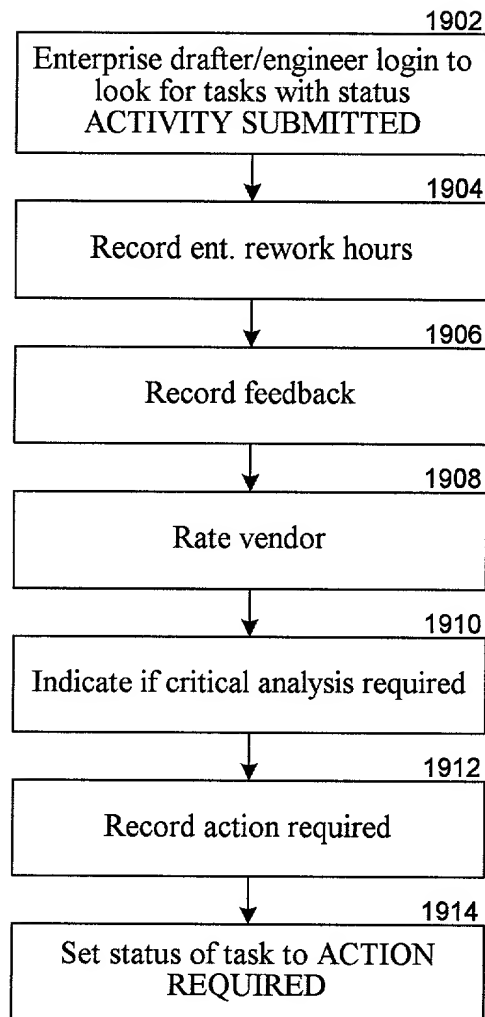 1902
Enterprise drafter/engineer login to
look for tasks with status
ACTIVITY SUBMITTED
1904
Record ent. rework hours
1906
Record feedback
1908
Rate vendor
1910
Indicate if critical analysis required
1912
Record action required
1914
Set status of task to ACTION
REQUIRED